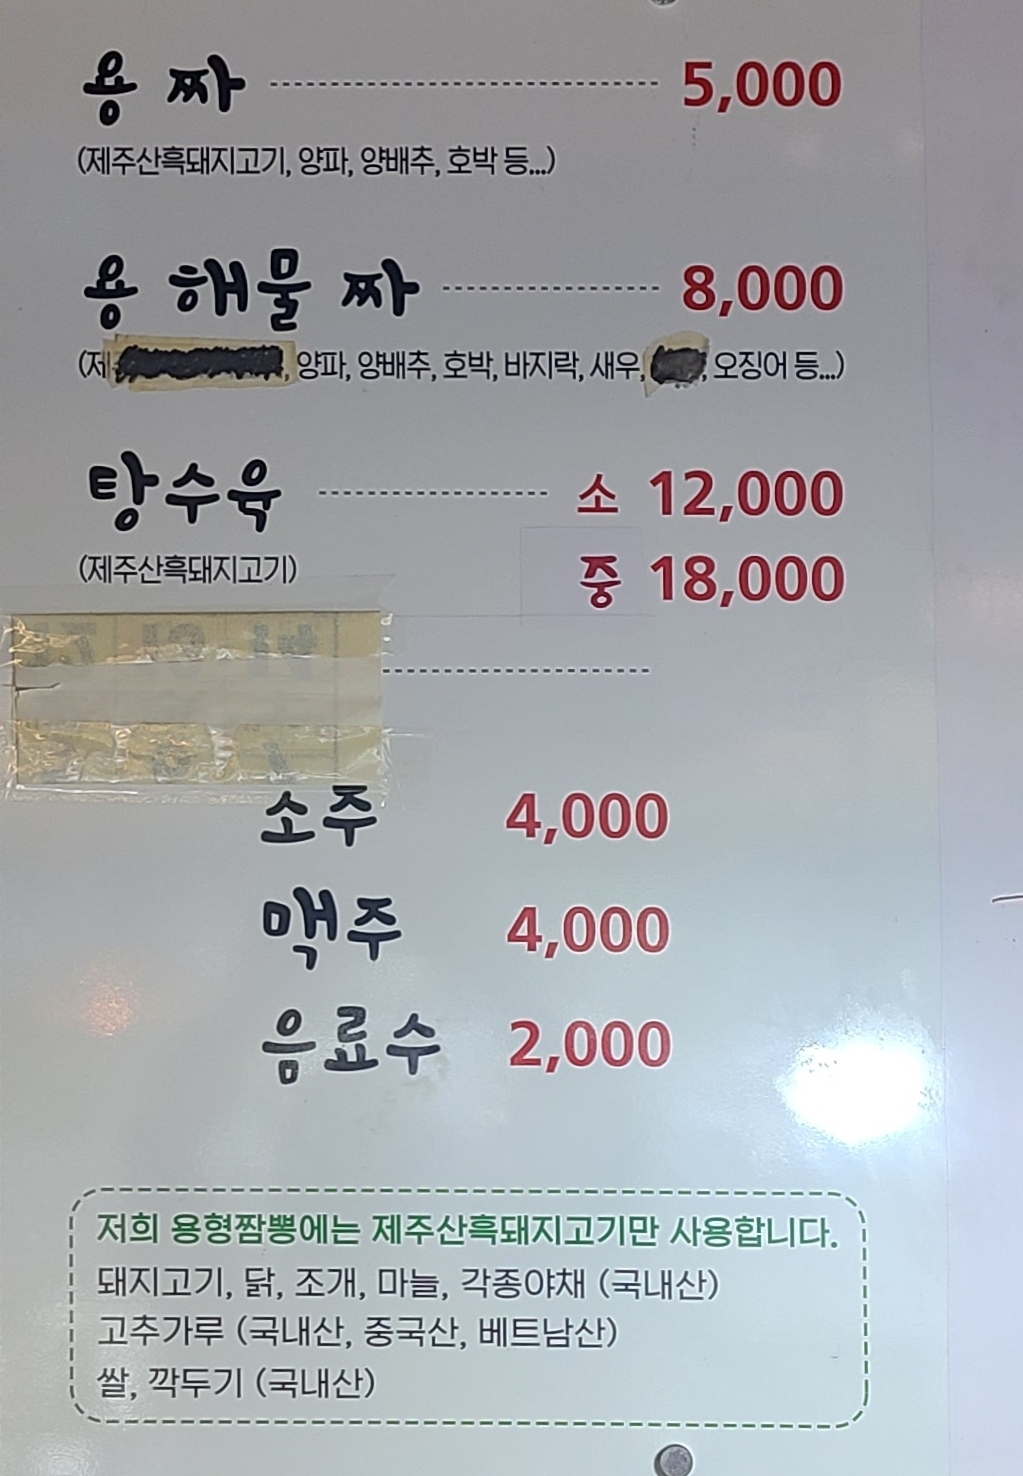 용 짜 5,000
(제주산흑돼지고기, 양파, 양배추, 호박 등...)
용 해물 짜 8,000
(제 , 양파, 양배추, 호박, 바지락, 새우, , 오징어 등...)
탕수육 소 12,000
(제주산흑돼지고기) 중 18,000
소주 4,000
맥주 4,000
음료수 2,000
저희 용형짬뽕에는 제주산흑돼지고기만 사용합니다.
돼지고기, 닭, 조개, 마늘, 각종야채 (국내산)
고추가루 (국내산, 중국산, 베트남산)
쌀, 깍두기 (국내산)